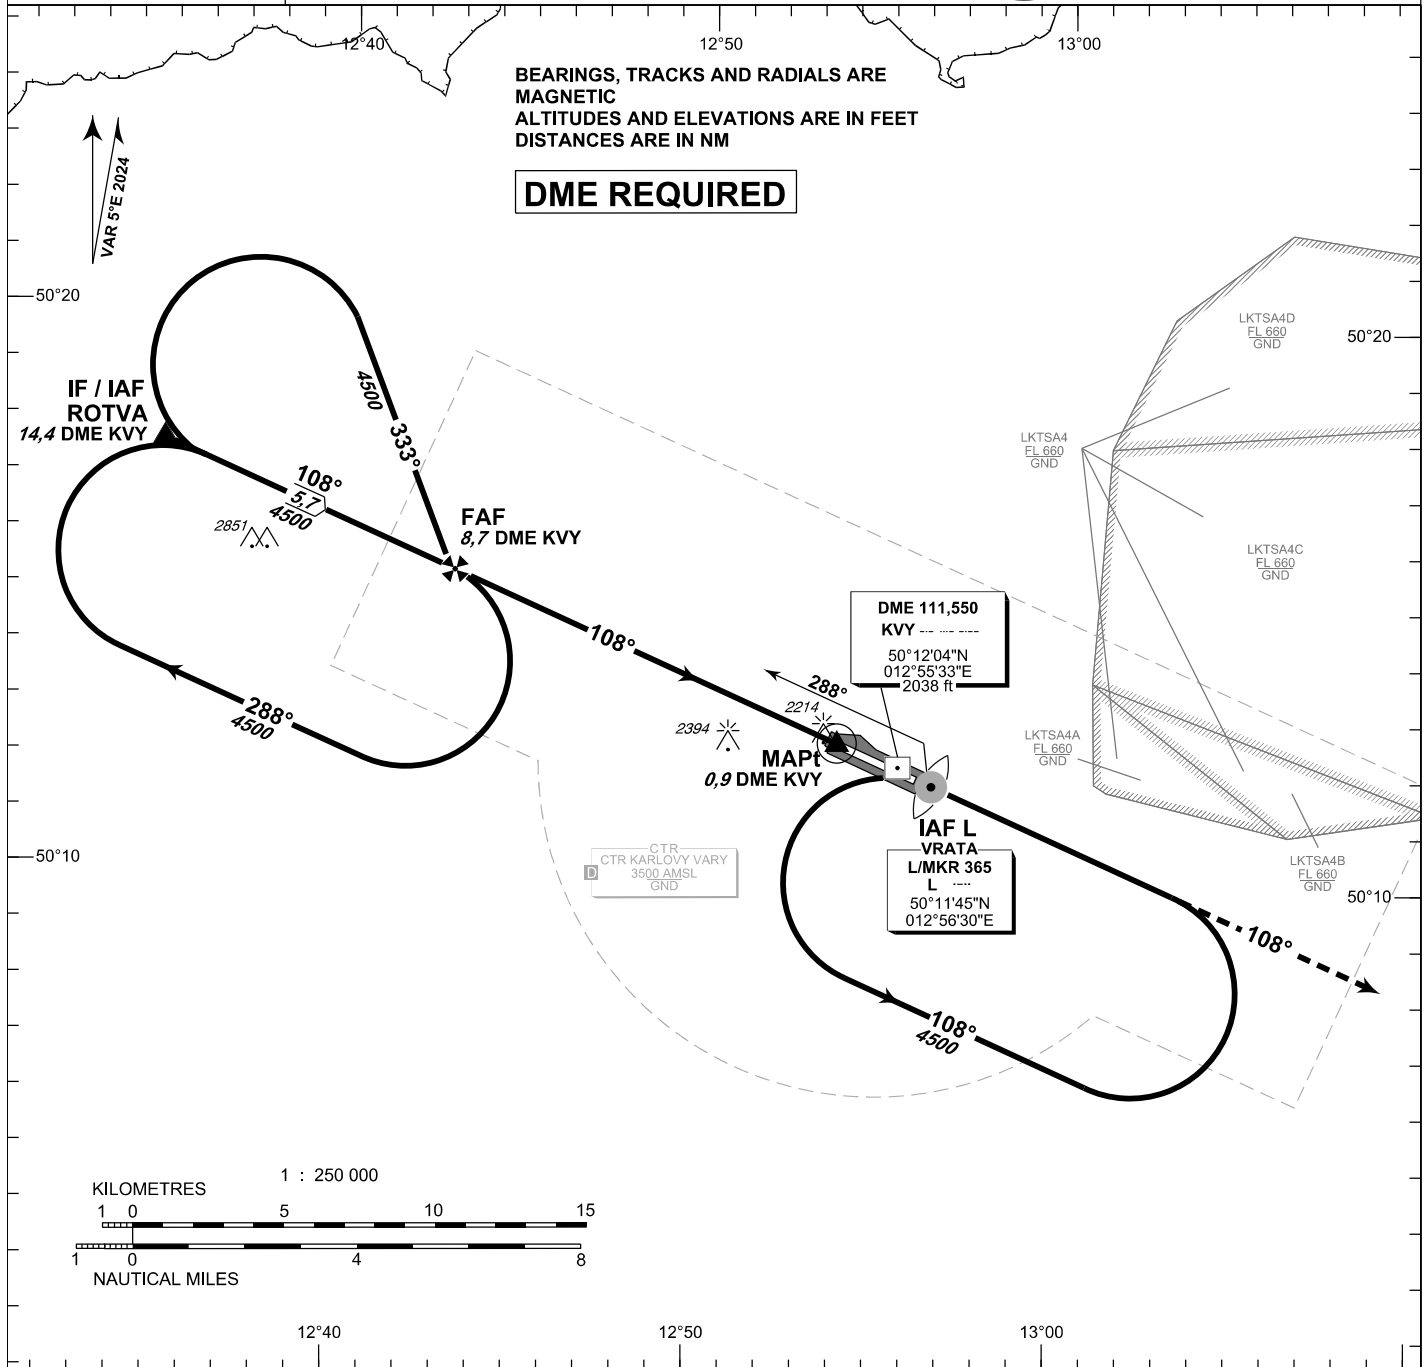 12°40
12°50
13°00
BEARINGS, TRACKS AND RADIALS ARE
MAGNETIC
ALTITUDES AND ELEVATIONS ARE IN FEET
DISTANCES ARE IN NM
DME REQUIRED
VAR 5°E 2024
50°20
LKTSA4D
FL 660
GND
50°20
IF / IAF
ROTVA
14,4 DME KVY
4500
333°
LKTSA4
FL 660
GND
108°
5,7
4500
2851
FAF
8,7 DME KVY
LKTSA4C
FL 660
GND
108°
DME 111,550
KVY
50°12'04"N
012°55'33"E
2038 ft
288°
4500
288°
2214
2394
MAPt
0,9 DME KVY
LKTSA4A
FL 660
GND
IAF L
VRATA
L/MKR 365
L
50°11'45"N
012°56'30"E
50°10
CTR
CTR KARLOVY VARY
3500 AMSL
GND
D
LKTSA4B
FL 660
GND
50°10
108°
108°
4500
1 : 250 000
KILOMETRES
1 0 5 10 15
1 0 4 8
NAUTICAL MILES
12°40
12°50
13°00